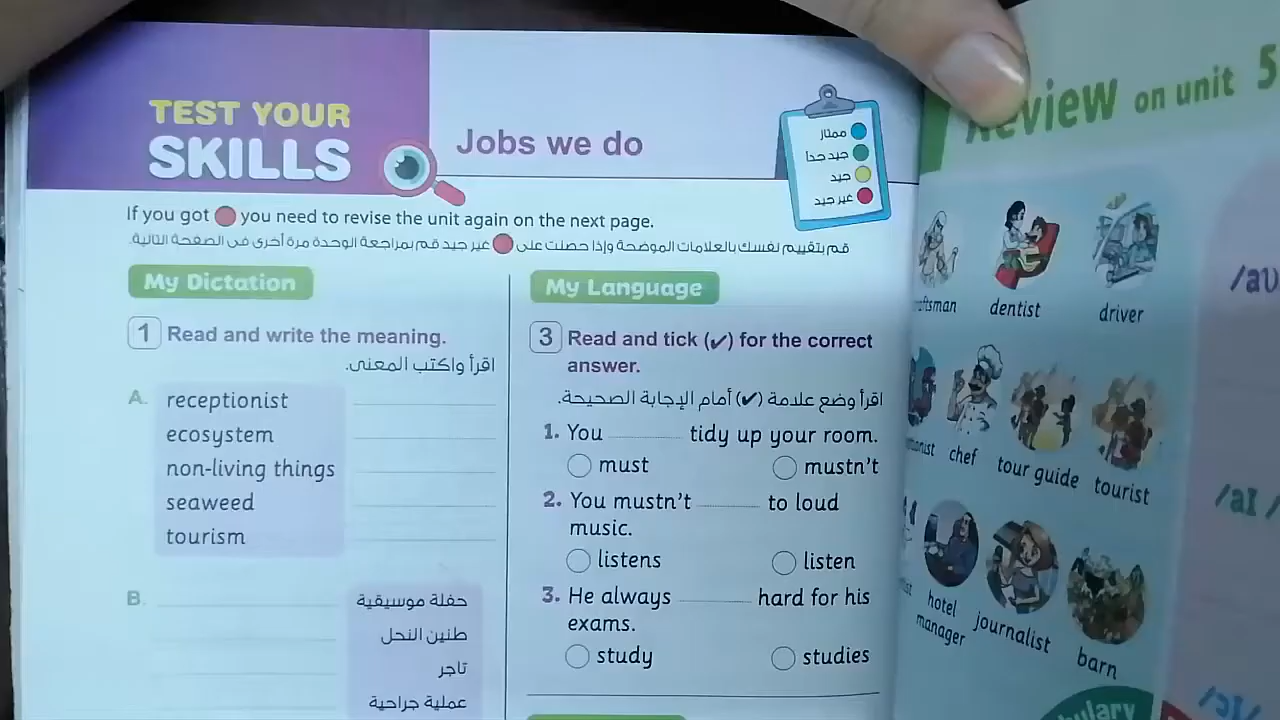 TEST YOUR
SKILLS
Jobs we do
ممتاز
جيد جدا
جيد
غير جيد
If you got you need to revise the unit again on the next page.
قم بتقييم نفسك بالعلامات الموضحة وإذا حصلت على غير جيد قم بمراجعة الوحدة مرة أخرى فى الصفحة التالية.
My Dictation
1 Read and write the meaning.
اقرأ واكتب المعنى.
A. receptionist
ecosystem
non-living things
seaweed
tourism
B. حفلة موسيقية
طنين النحل
تاجر
عملية جراحية
My Language
3 Read and tick (✔) for the correct
answer.
اقرأ وضع علامة (✔) أمام الإجابة الصحيحة.
1. You ............ tidy up your room.
must mustn't
2. You mustn't ............ to loud
music.
listens listen
3. He always ............ hard for his
exams.
study studies
Review on unit 5
dentist driver
chef tour guide tourist
hotel
manager journalist barn
/aʊ
/aɪ /
/ɔɪ/